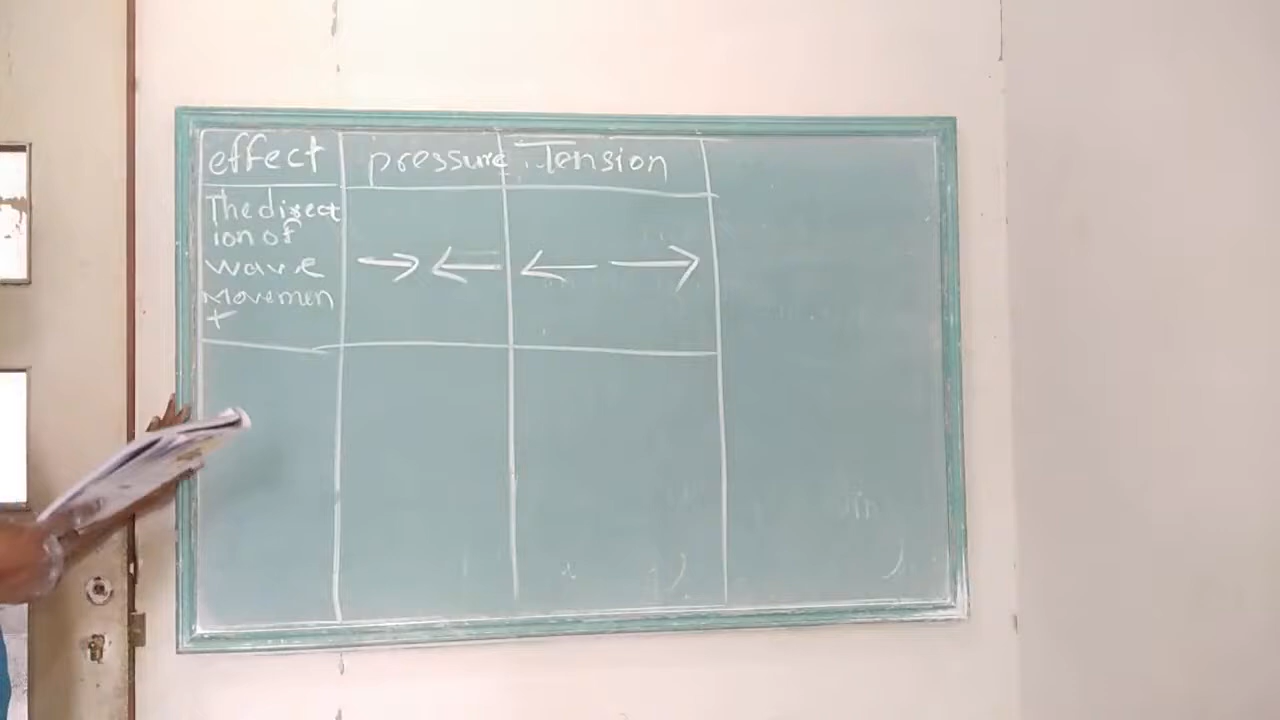 effect pressure Tension
The direct
ion of
wave
Movemen
t